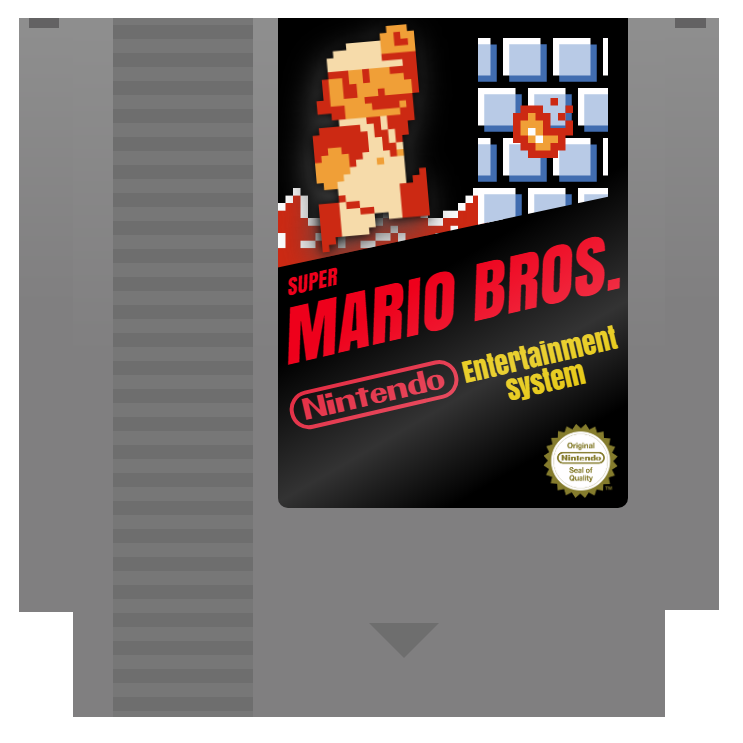 SUPER
MARIO BROS.
Nintendo
Entertainment
System
Original
Nintendo
Seal of
Quality
TM